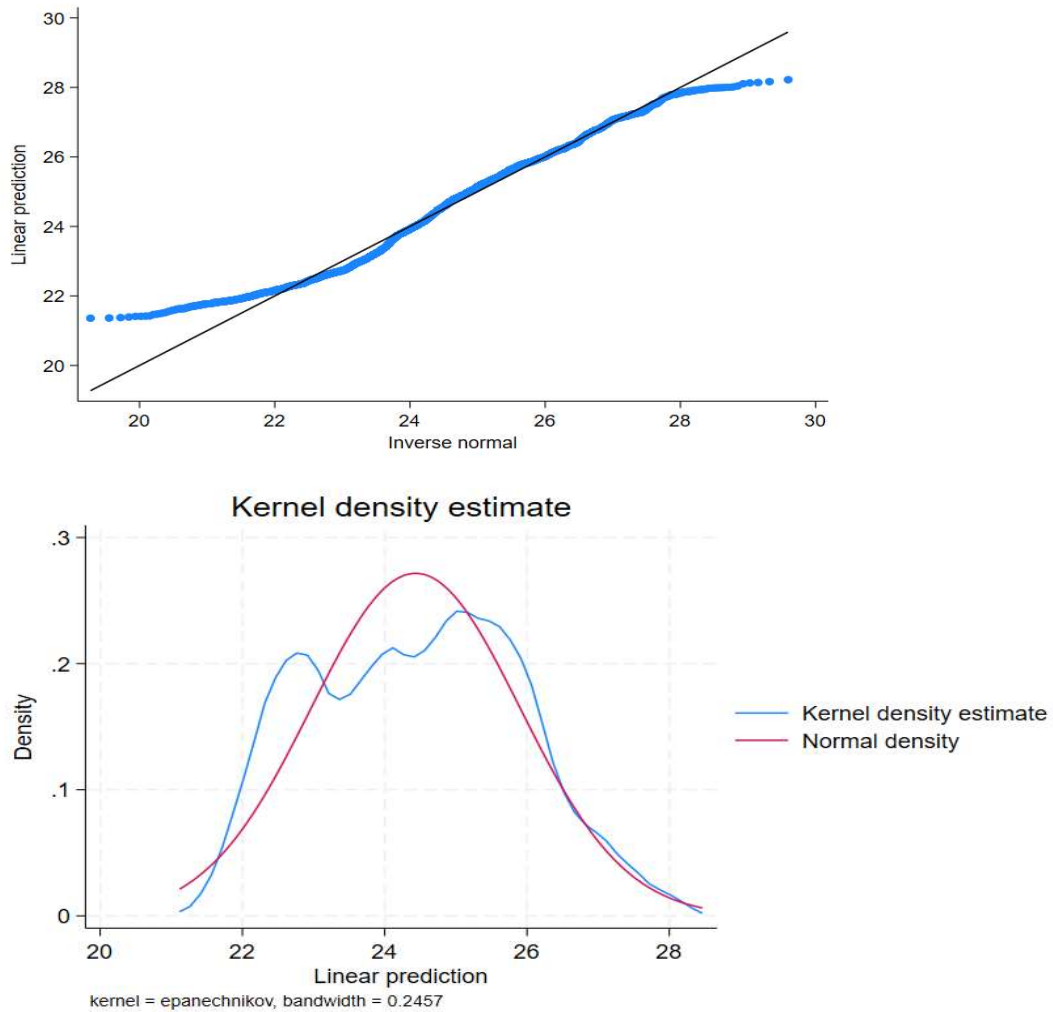 30
28
26
24
22
20
Linear prediction
20 22 24 26 28 30
Inverse normal
Kernel density estimate
.3
.2
.1
0
Density
20 22 24 26 28
Linear prediction
kernel = epanechnikov, bandwidth = 0.2457
Kernel density estimate
Normal density